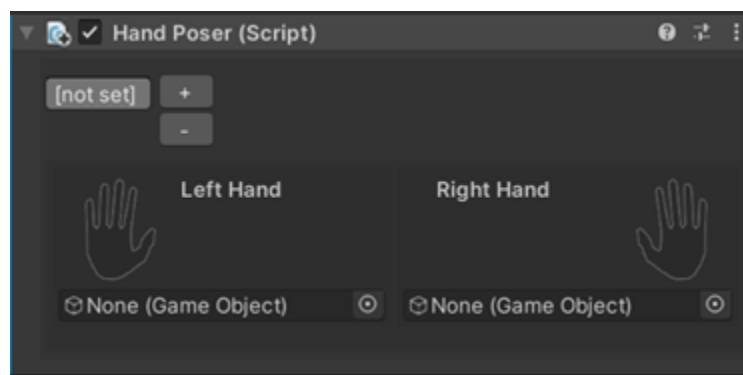 Hand Poser (Script)
[not set] +
-
Left Hand Right Hand
None (Game Object) None (Game Object)